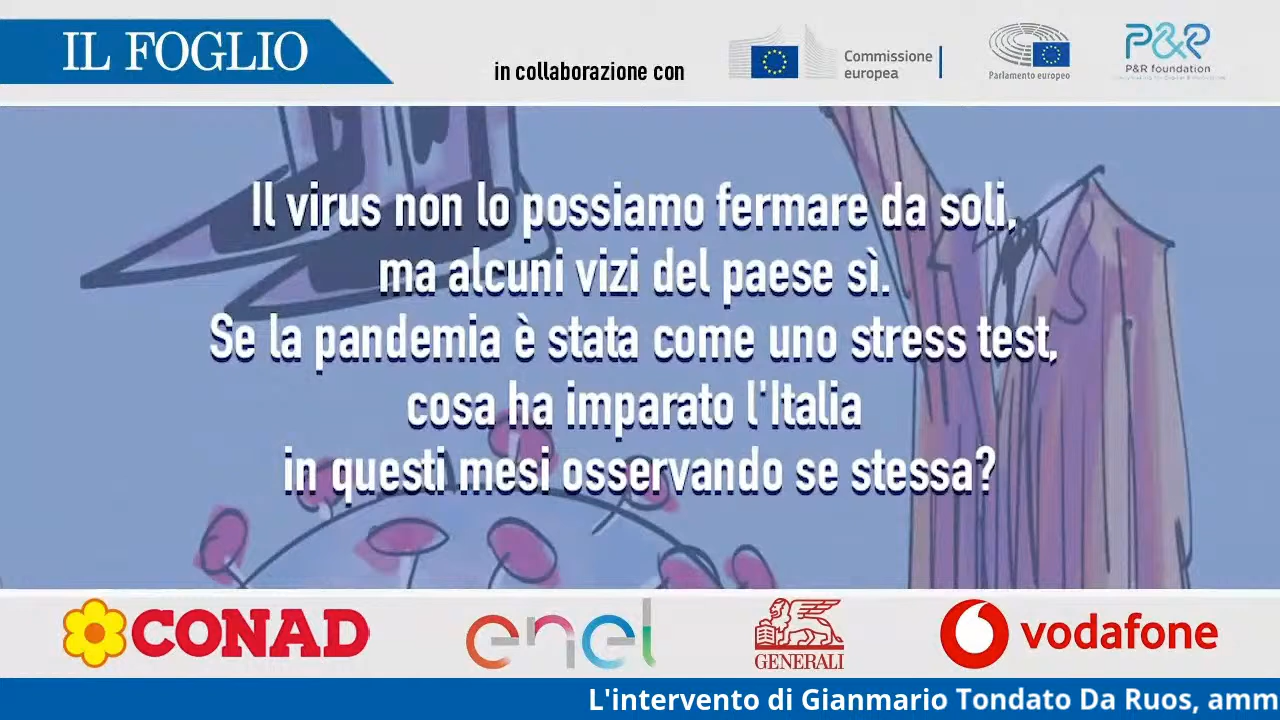 IL FOGLIO
in collaborazione con
Commissione
europea
Parlamento europeo
P&R
P&R foundation
Il virus non lo possiamo fermare da soli,
ma alcuni vizi del paese sì.
Se la pandemia è stata come uno stress test,
cosa ha imparato l'Italia
in questi mesi osservando se stessa?
CONAD
enel
GENERALI
vodafone
L'intervento di Gianmario Tondato Da Ruos, amm